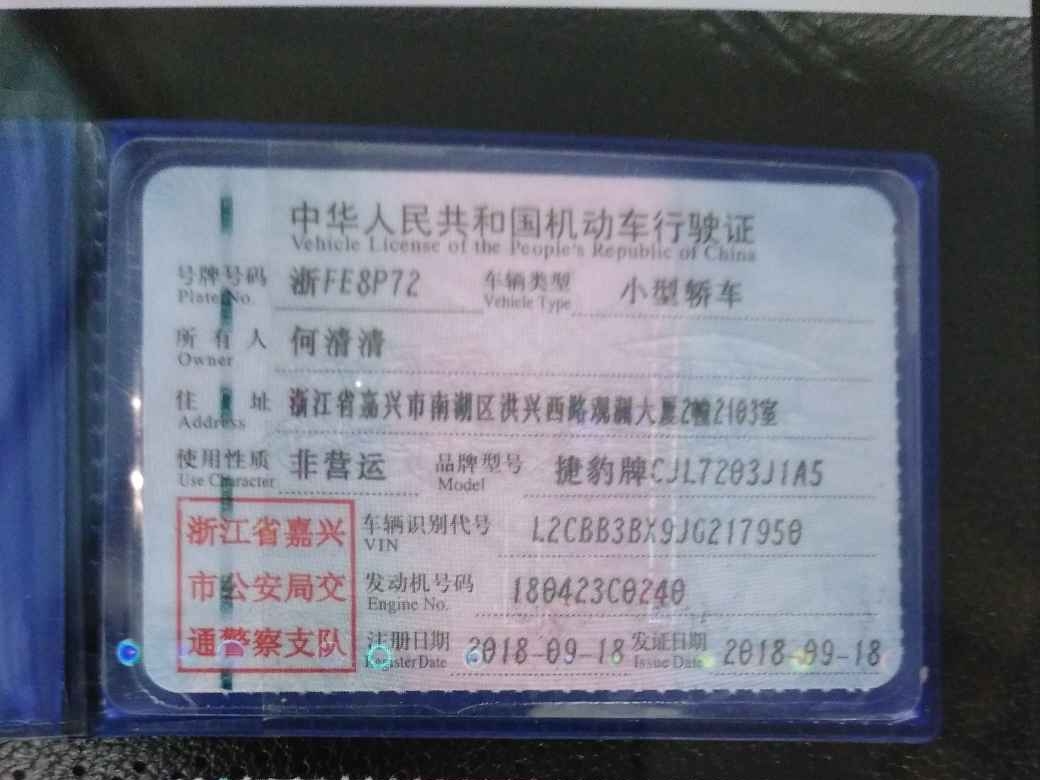 中华人民共和国机动车行驶证
Vehicle License of the People's Republic of China
号牌号码 浙FE8P72 车辆类型 小型轿车
Plate No. Vehicle Type
所有人 何清清
Owner
住址 浙江省嘉兴市南湖区洪兴西路观澜大厦2幢2103室
Address
使用性质 非营运 品牌型号 捷豹牌CJL7203J1A5
Use Character Model
浙江省嘉兴 车辆识别代号 L2CBB3BX9JG217950
VIN
市公安局交 发动机号码 180423C0240
Engine No.
通警察支队 注册日期 2018-09-18 发证日期 2018-09-18
Register Date Issue Date